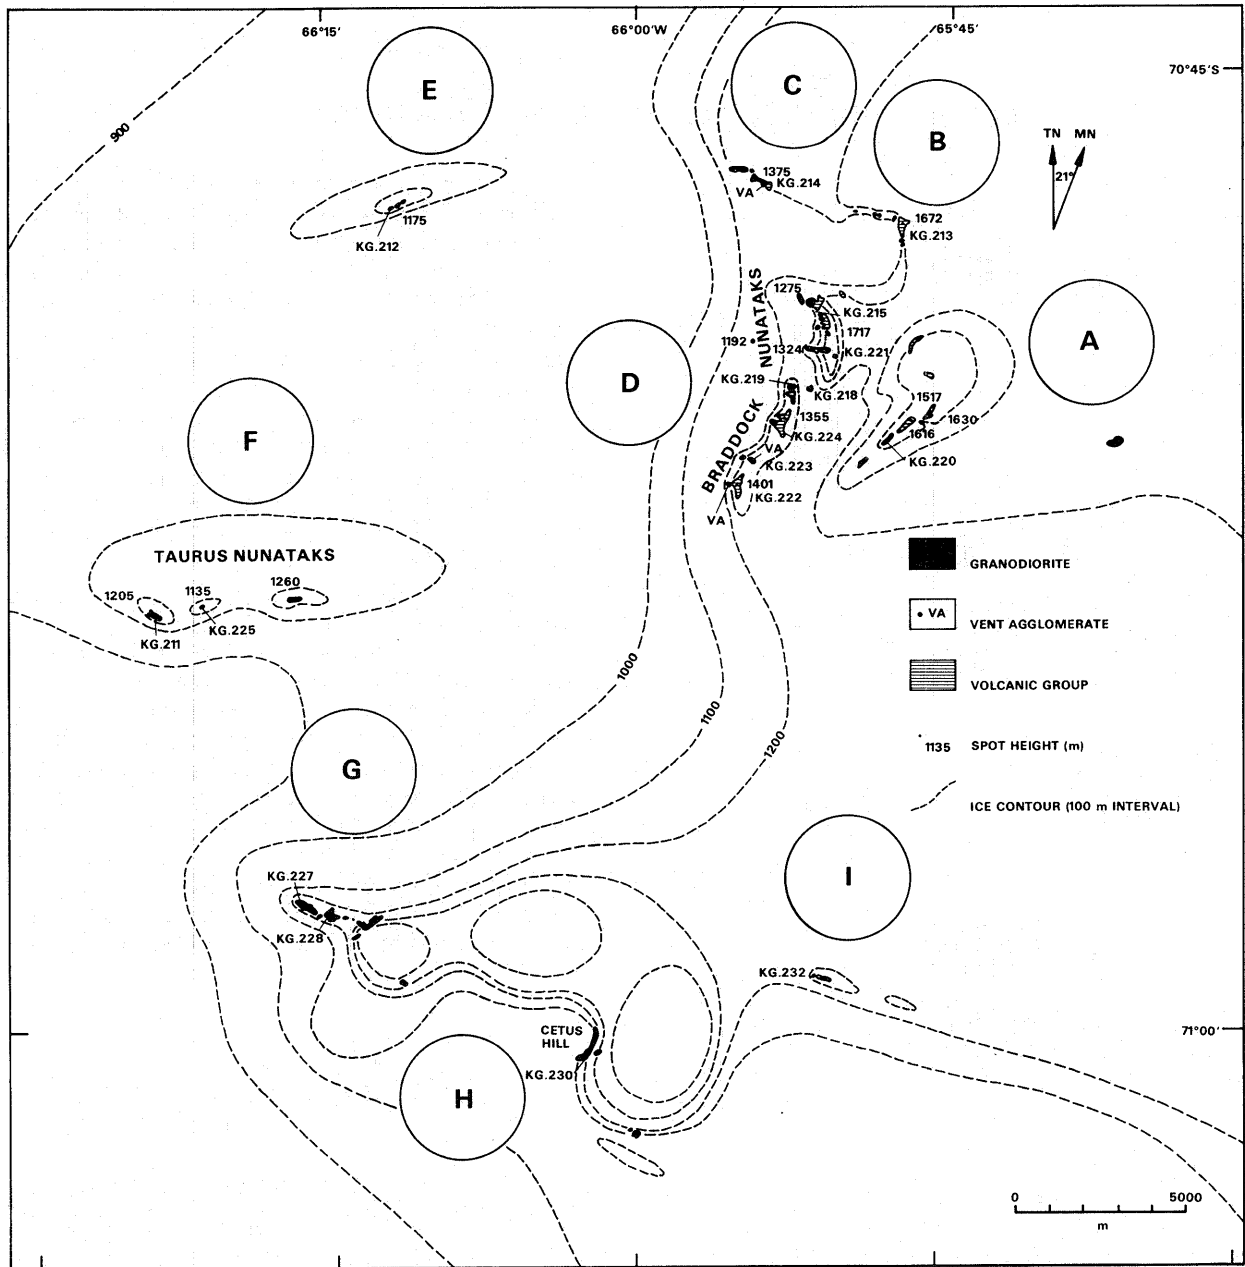 66°15'
66°00'W
65°45'
70°45'S
900
E
C
B
TN MN
21°
1375
KG.214
VA
1175
KG.212
1672
KG.213
NUNATAKS
1275
KG.215
1717
1192
1324
KG.221
A
D
KG.219
KG.218
1517
BRADDOCK
1355
KG.224
1630
1616
VA
KG.223
KG.220
F
1401
KG.222
VA
TAURUS NUNATAKS
GRANODIORITE
1260
1135
1205
VA
VENT AGGLOMERATE
KG.225
KG.211
1000
VOLCANIC GROUP
1100
1200
1135
SPOT HEIGHT (m)
G
ICE CONTOUR (100 m INTERVAL)
KG.227
I
KG.228
KG.232
CETUS
HILL
71°00'
KG.230
H
0
5000
m